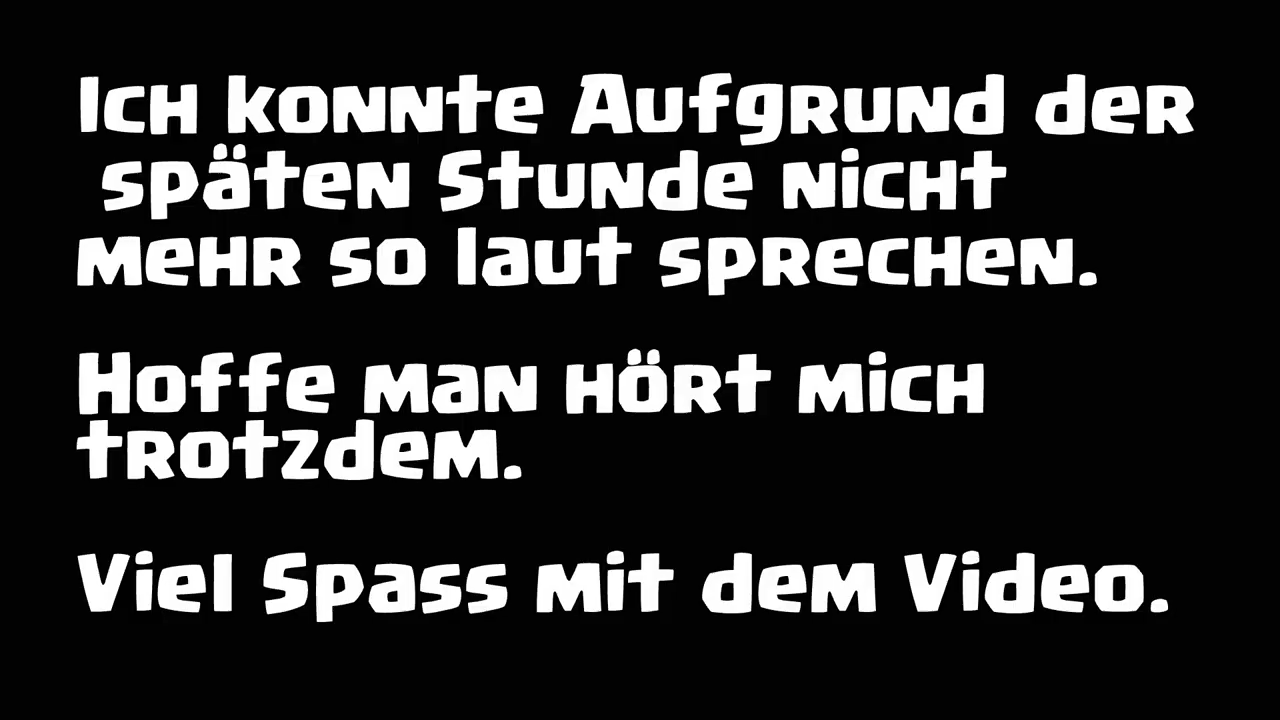 Ich konnte Aufgrund der
späten Stunde nicht
mehr so laut sprechen.
Hoffe man hört mich
trotzdem.
Viel Spass mit dem Video.